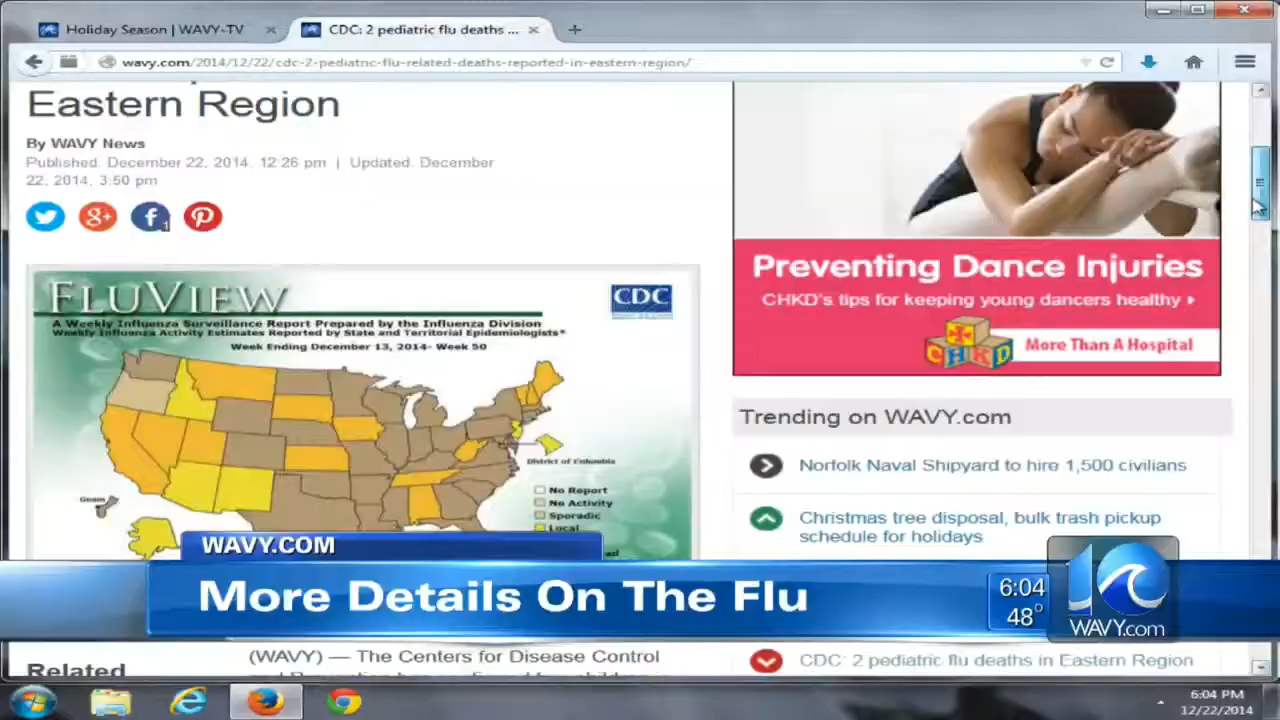 Holiday Season | WAVY-TV
CDC: 2 pediatric flu deaths ...
wavy.com/2014/12/22/cdc-2-pediatric-flu-related-deaths-reported-in-eastern-region/
Eastern Region
By WAVY News
Published: December 22, 2014, 12:26 pm | Updated: December
22, 2014, 3:50 pm
1
FLUVIEW
CDC
A Weekly Influenza Surveillance Report Prepared by the Influenza Division
Weekly Influenza Activity Estimates Reported by State and Territorial Epidemiologists*
Week Ending December 13, 2014- Week 50
District of Columbia
Guam
No Report
No Activity
Sporadic
Local
Preventing Dance Injuries
CHKD's tips for keeping young dancers healthy
CHKD
More Than A Hospital
Trending on WAVY.com
Norfolk Naval Shipyard to hire 1,500 civilians
Christmas tree disposal, bulk trash pickup
schedule for holidays
WAVY.COM
More Details On The Flu
6:04
48°
10
WAVY.com
Related
(WAVY) — The Centers for Disease Control
CDC: 2 pediatric flu deaths in Eastern Region
6:04 PM
12/22/2014